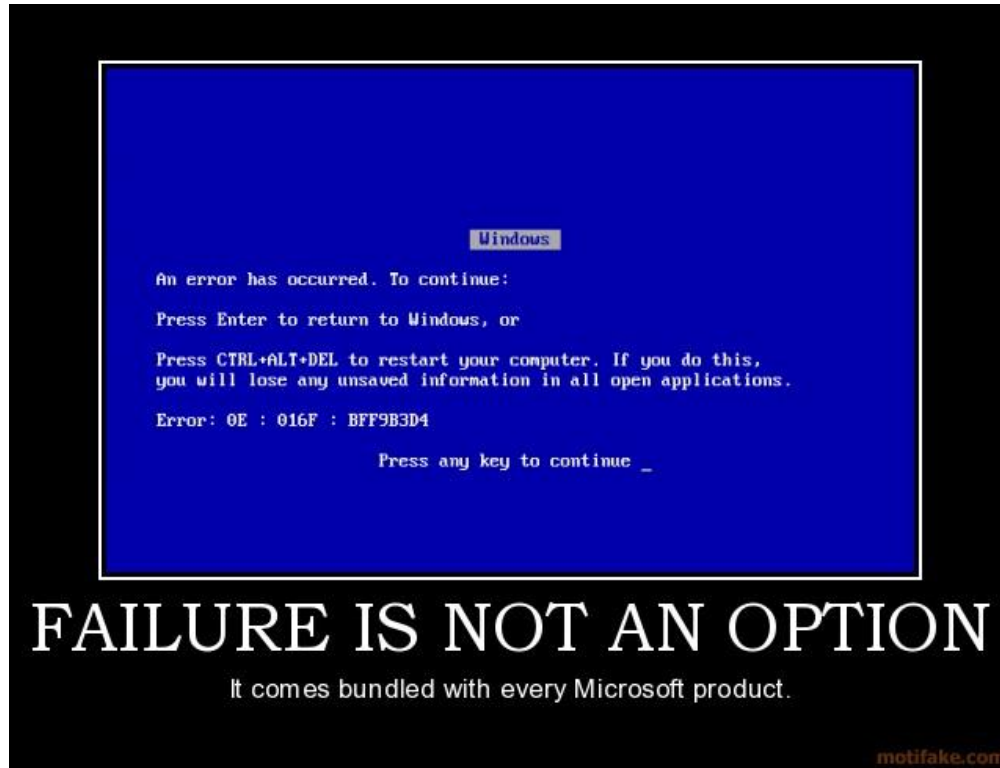 Windows
An error has occurred. To continue:
Press Enter to return to Windows, or
Press CTRL+ALT+DEL to restart your computer. If you do this,
you will lose any unsaved information in all open applications.
Error: 0E : 016F : BFF9B3D4
Press any key to continue _
FAILURE IS NOT AN OPTION
It comes bundled with every Microsoft product.
motifake.com